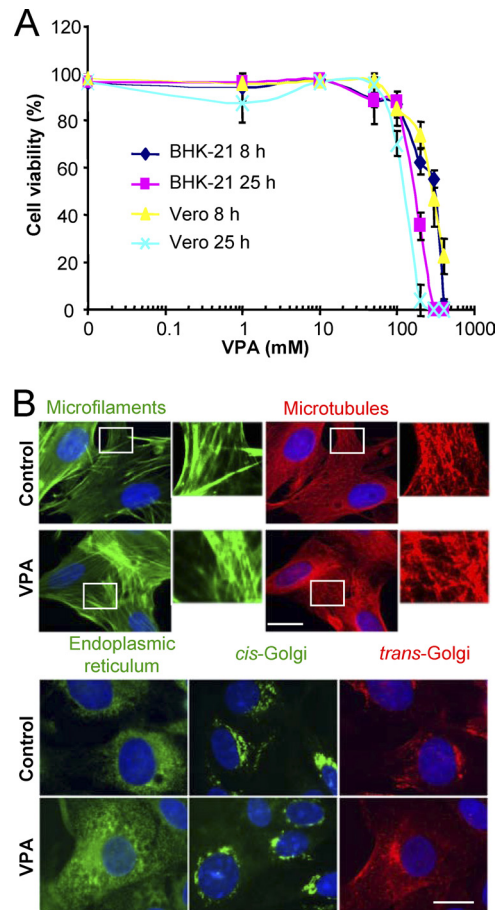 A
Cell viability (%)
120
100
80
60
40
20
0
BHK-21 8 h
BHK-21 25 h
Vero 8 h
Vero 25 h
0 0.1 1 10 100 1000
VPA (mM)
B
Microfilaments Microtubules
Control
VPA
Endoplasmic
reticulum cis-Golgi trans-Golgi
Control
VPA